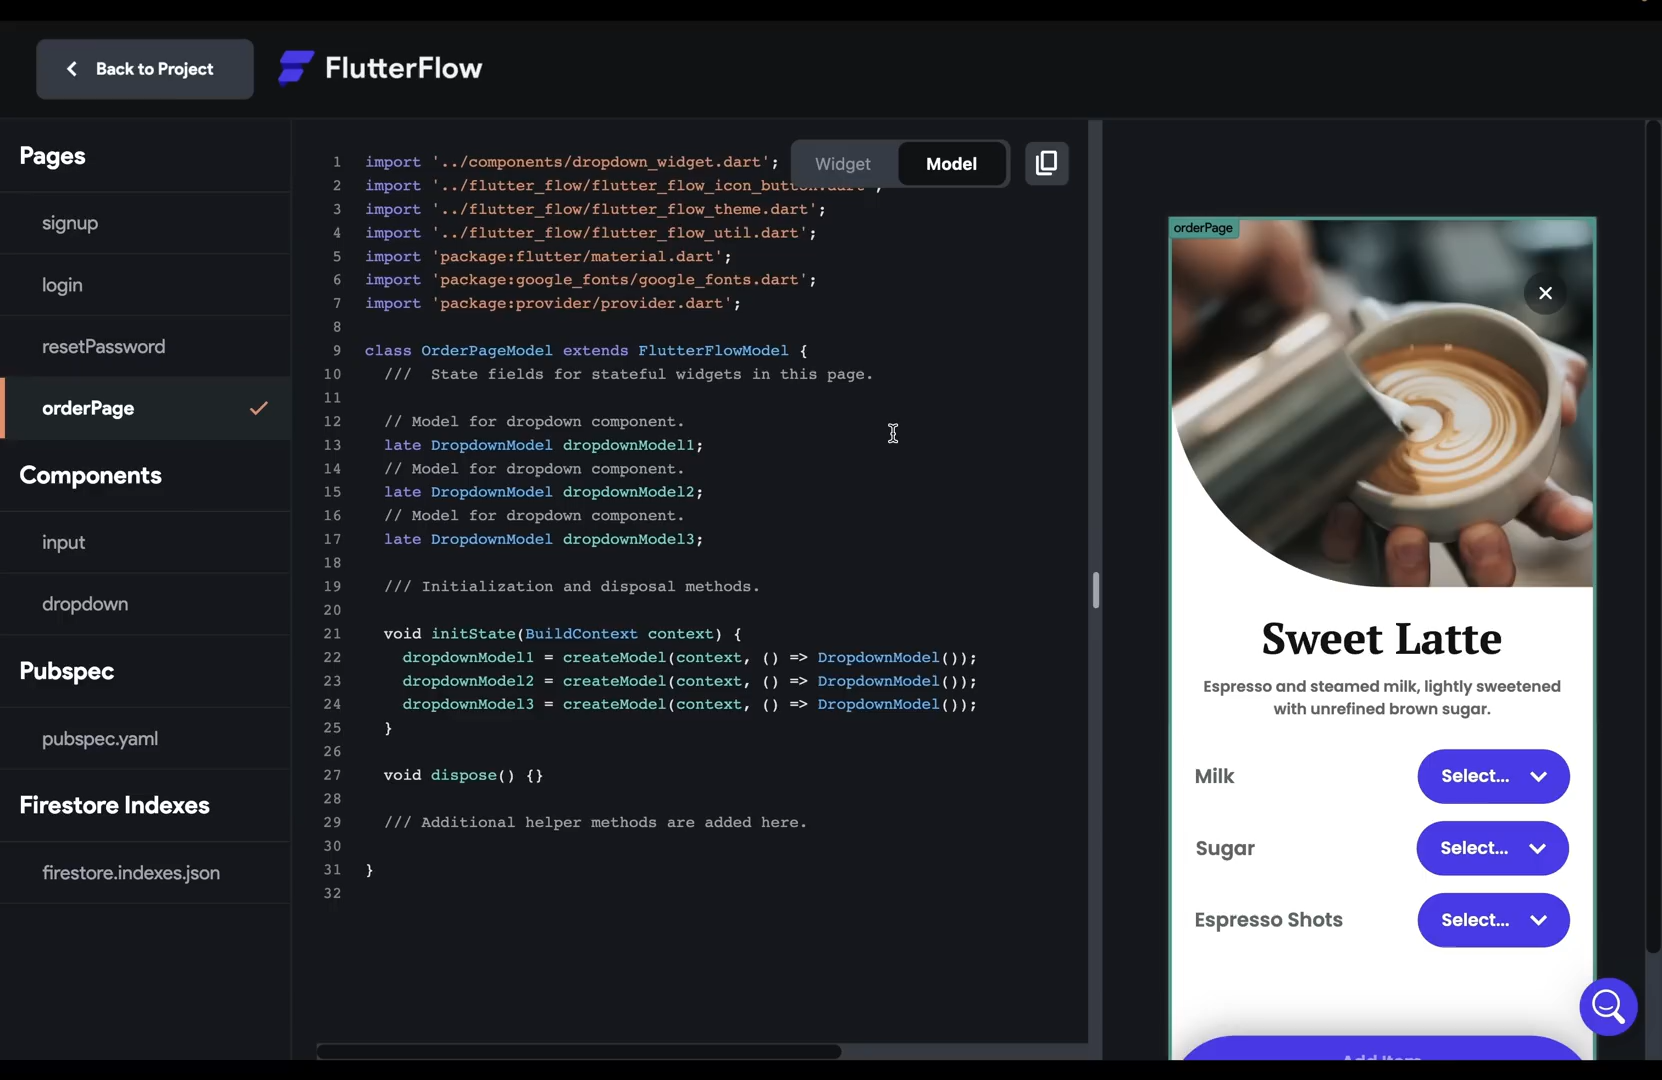 Back to Project
FlutterFlow
Pages
signup
login
resetPassword
orderPage
Components
input
dropdown
Pubspec
pubspec.yaml
Firestore Indexes
firestore.indexes.json
Widget
Model
1 import '../components/dropdown_widget.dart';
2 import '../flutter_flow/flutter_flow_icon_button.dart';
3 import '../flutter_flow/flutter_flow_theme.dart';
4 import '../flutter_flow/flutter_flow_util.dart';
5 import 'package:flutter/material.dart';
6 import 'package:google_fonts/google_fonts.dart';
7 import 'package:provider/provider.dart';
8
9 class OrderPageModel extends FlutterFlowModel {
10 /// State fields for stateful widgets in this page.
11
12 // Model for dropdown component.
13 late DropdownModel dropdownModel1;
14 // Model for dropdown component.
15 late DropdownModel dropdownModel2;
16 // Model for dropdown component.
17 late DropdownModel dropdownModel3;
18
19 /// Initialization and disposal methods.
20
21 void initState(BuildContext context) {
22 dropdownModel1 = createModel(context, () => DropdownModel());
23 dropdownModel2 = createModel(context, () => DropdownModel());
24 dropdownModel3 = createModel(context, () => DropdownModel());
25 }
26
27 void dispose() {}
28
29 /// Additional helper methods are added here.
30
31 }
32
orderPage
Sweet Latte
Espresso and steamed milk, lightly sweetened
with unrefined brown sugar.
Milk Select...
Sugar Select...
Espresso Shots Select...
Add Item